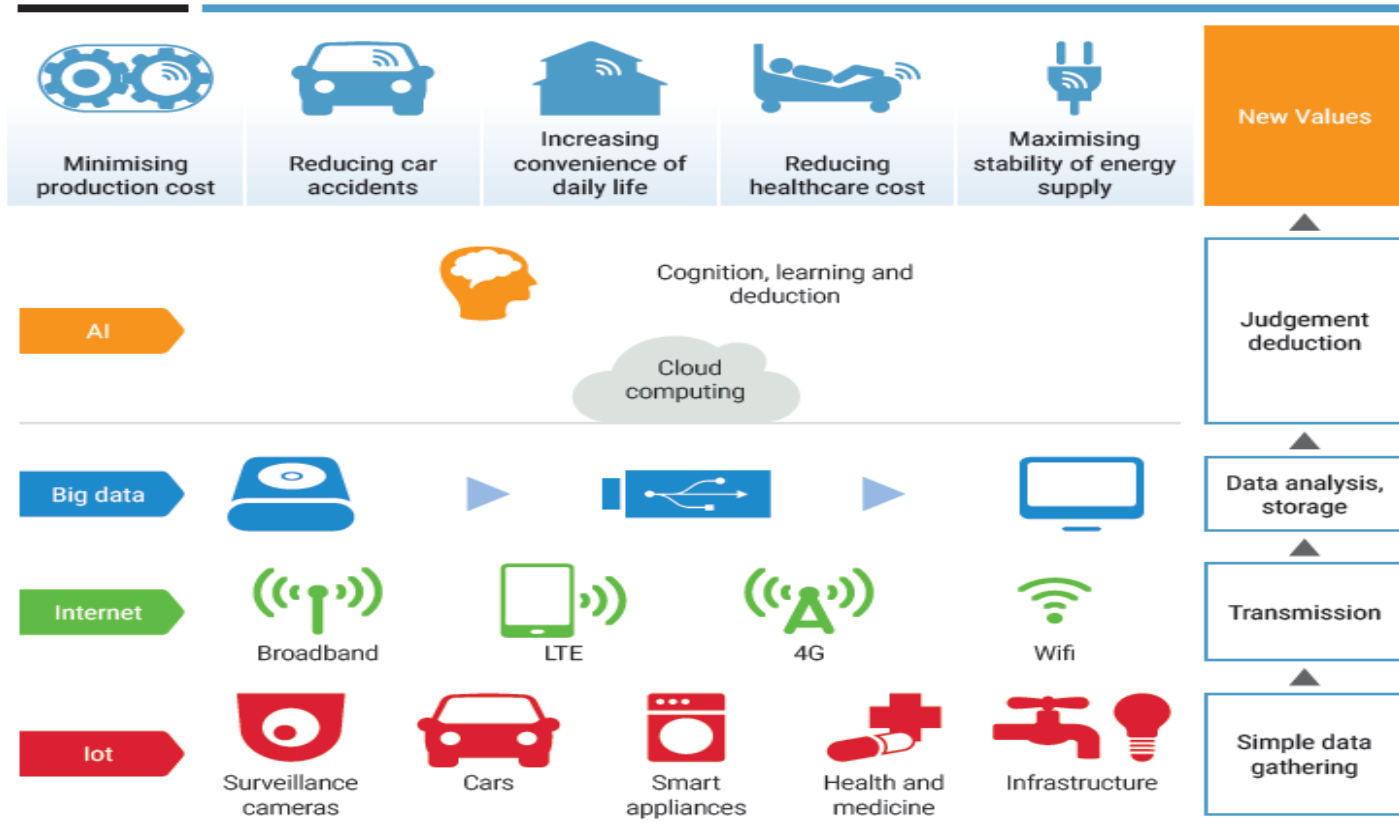 Minimising
production cost
Reducing car
accidents
Increasing
convenience of
daily life
Reducing
healthcare cost
Maximising
stability of energy
supply
New Values
AI
Cognition, learning and
deduction
Cloud
computing
Judgement
deduction
Big data
Data analysis,
storage
Internet
Broadband
LTE
4G
Wifi
Transmission
Iot
Surveillance
cameras
Cars
Smart
appliances
Health and
medicine
Infrastructure
Simple data
gathering